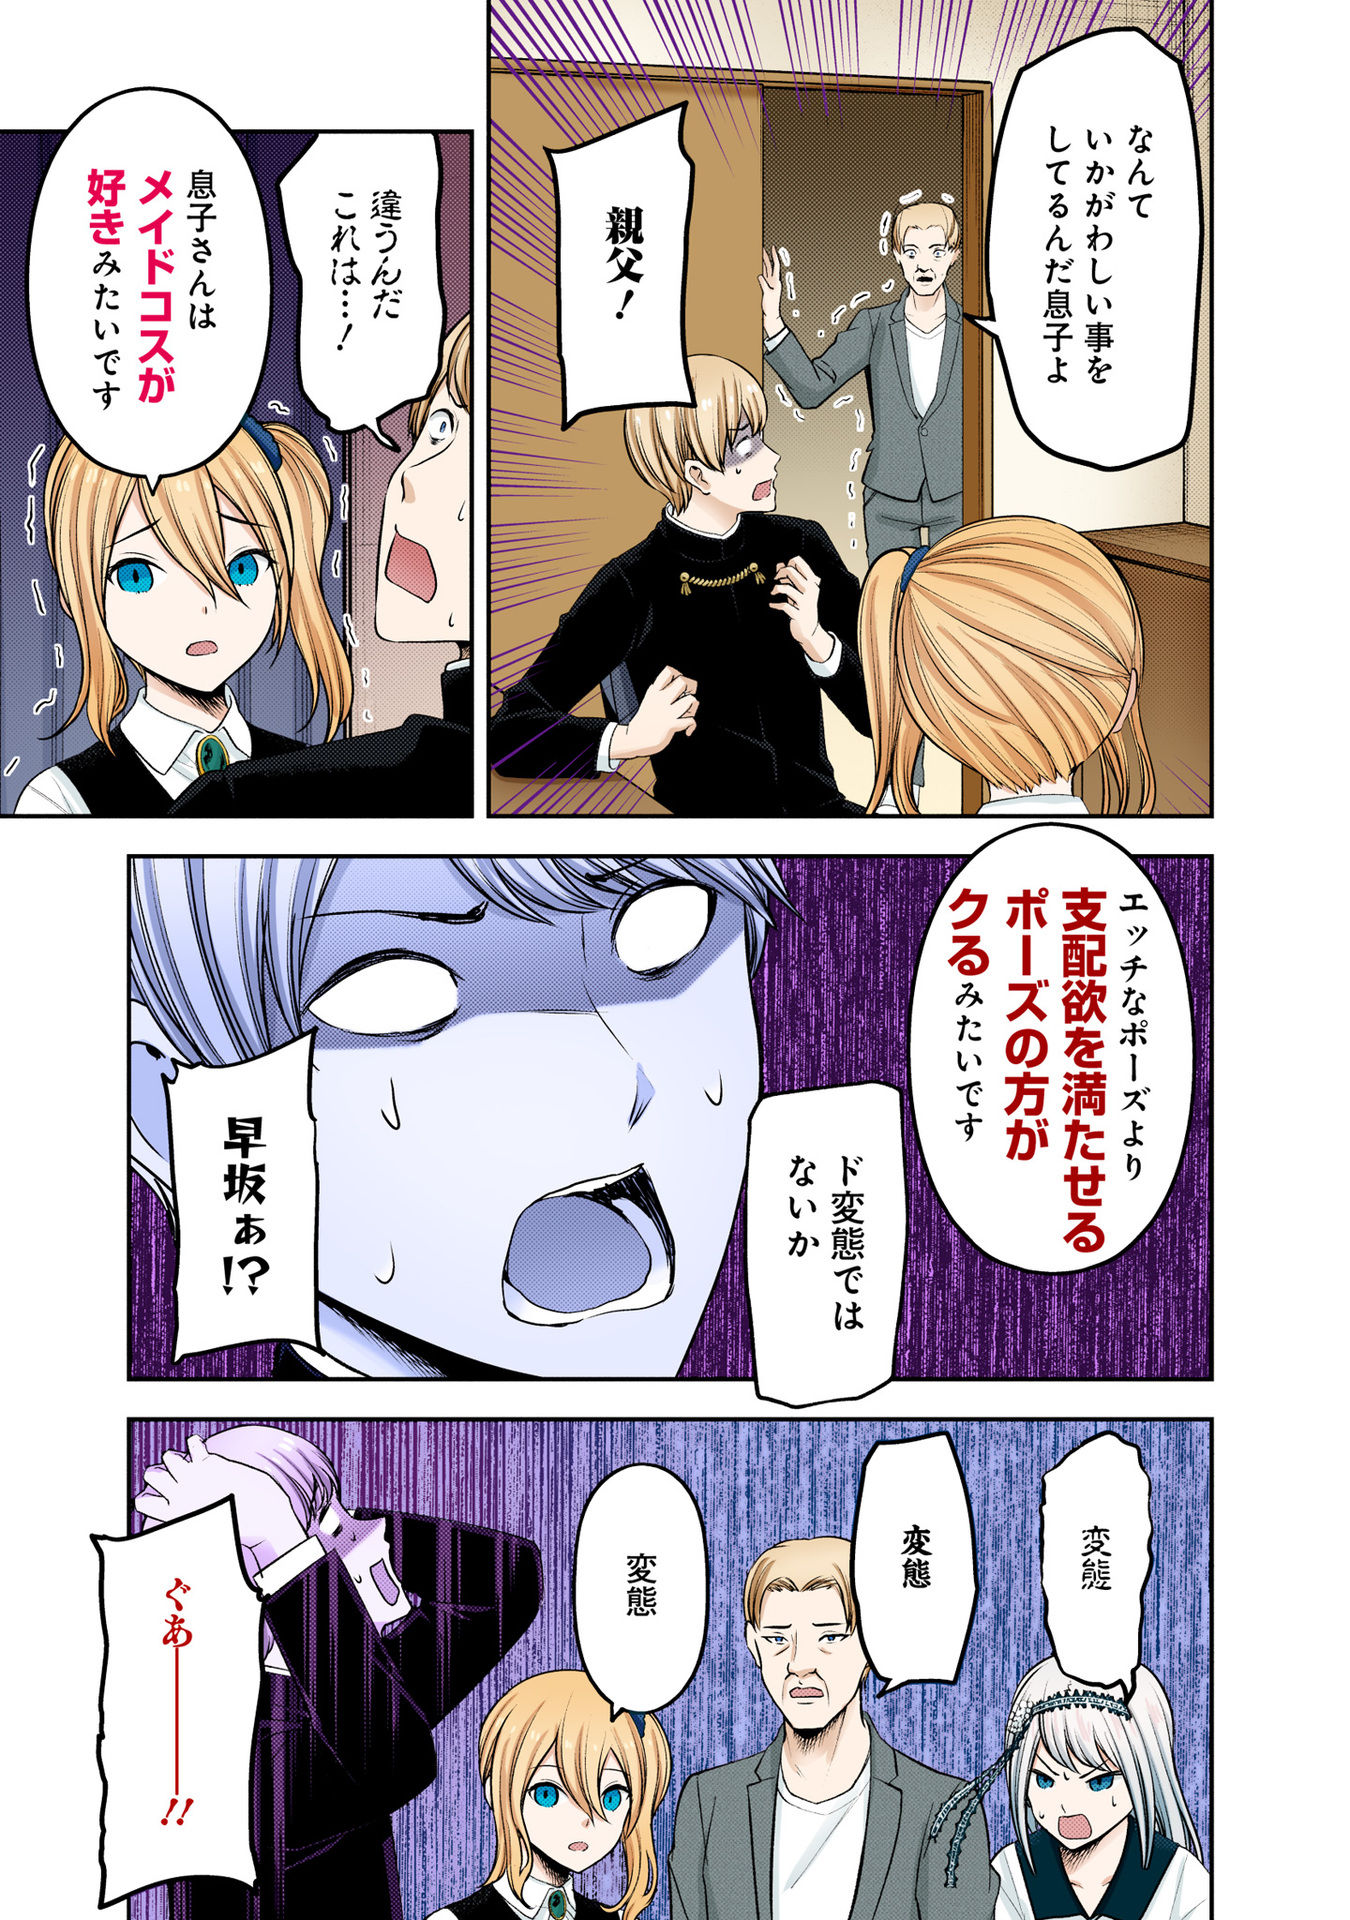 なんて
いかがわしい事を
してるんだ息子よ
親父！
違うんだ
これは…！
息子さんは
メイドコスが
好きみたいです
エッチなポーズより
支配欲を満たせる
ポーズの方が
クるみたいです
ド変態では
ないか
早坂ぁ!?
変態
変態
変態
ぐあ――!!